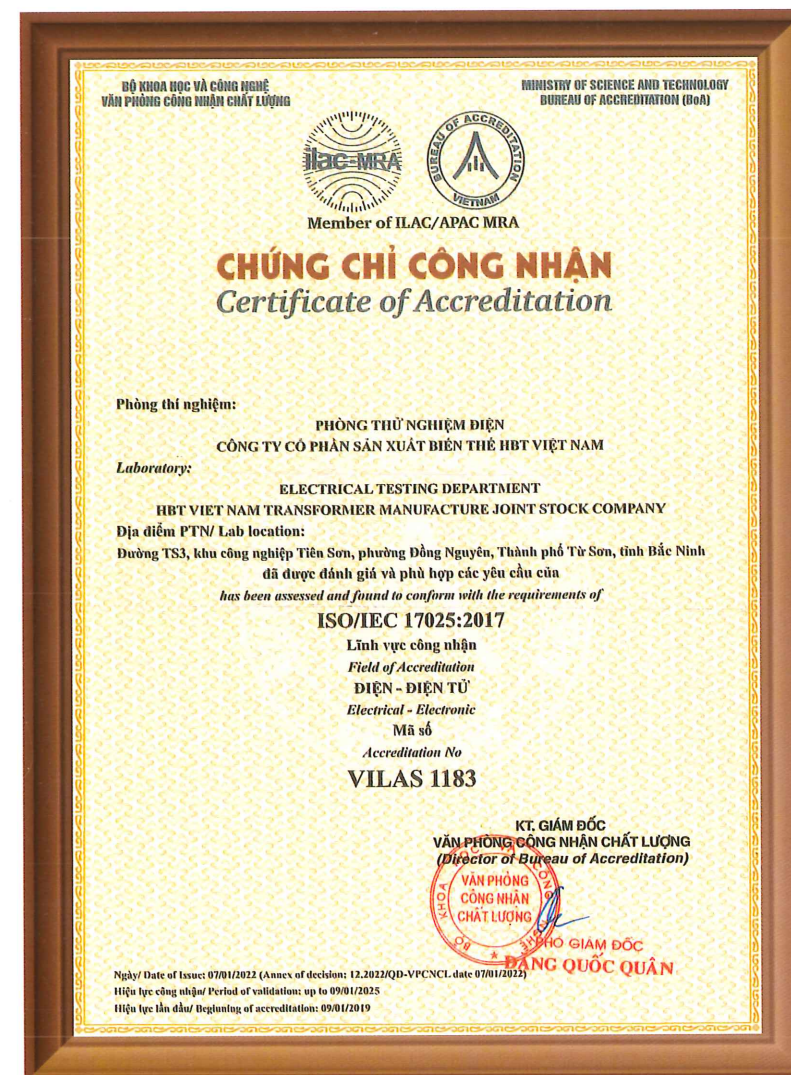 BỘ KHOA HỌC VÀ CÔNG NGHỆ
VĂN PHÒNG CÔNG NHẬN CHẤT LƯỢNG
MINISTRY OF SCIENCE AND TECHNOLOGY
BUREAU OF ACCREDITATION (BoA)
ilac-MRA
BUREAU OF ACCREDITATION
VIETNAM
Member of ILAC/APAC MRA
CHỨNG CHỈ CÔNG NHẬN
Certificate of Accreditation
Phòng thí nghiệm:
PHÒNG THỬ NGHIỆM ĐIỆN
CÔNG TY CỔ PHẦN SẢN XUẤT BIẾN THẾ HBT VIỆT NAM
Laboratory:
ELECTRICAL TESTING DEPARTMENT
HBT VIET NAM TRANSFORMER MANUFACTURE JOINT STOCK COMPANY
Địa điểm PTN/ Lab location:
Đường TS3, khu công nghiệp Tiên Sơn, phường Đồng Nguyên, Thành phố Từ Sơn, tỉnh Bắc Ninh
đã được đánh giá và phù hợp các yêu cầu của
has been assessed and found to conform with the requirements of
ISO/IEC 17025:2017
Lĩnh vực công nhận
Field of Accreditation
ĐIỆN - ĐIỆN TỬ
Electrical - Electronic
Mã số
Accreditation No
VILAS 1183
KT. GIÁM ĐỐC
VĂN PHÒNG CÔNG NHẬN CHẤT LƯỢNG
(Director of Bureau of Accreditation)
BỘ KHOA HỌC VÀ CÔNG NGHỆ
VĂN PHÒNG
CÔNG NHẬN
CHẤT LƯỢNG
PHÓ GIÁM ĐỐC
ĐẶNG QUỐC QUÂN
Ngày/ Date of Issue: 07/01/2022 (Annex of decision: 12.2022/QĐ-VPCNCL date 07/01/2022)
Hiệu lực công nhận/ Period of validation: up to 09/01/2025
Hiệu lực lần đầu/ Beginning of accreditation: 09/01/2019